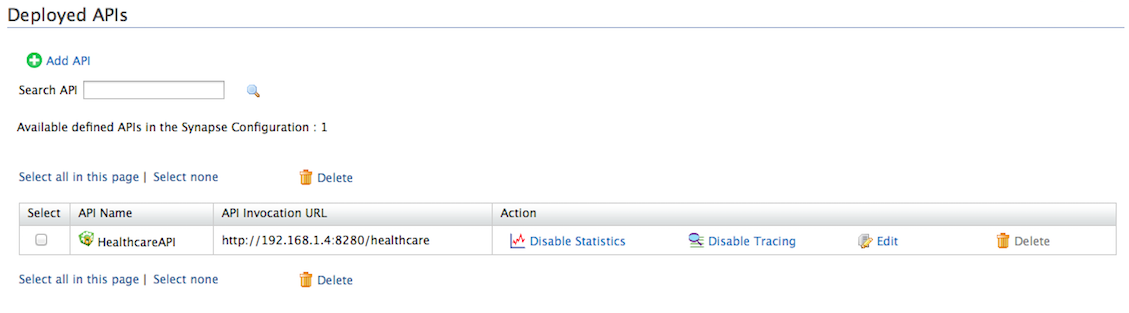 Deployed APIs
Add API
Search API
Available defined APIs in the Synapse Configuration : 1
Select all in this page | Select none Delete
Select API Name API Invocation URL Action
HealthcareAPI http://192.168.1.4:8280/healthcare Disable Statistics Disable Tracing Edit Delete
Select all in this page | Select none Delete